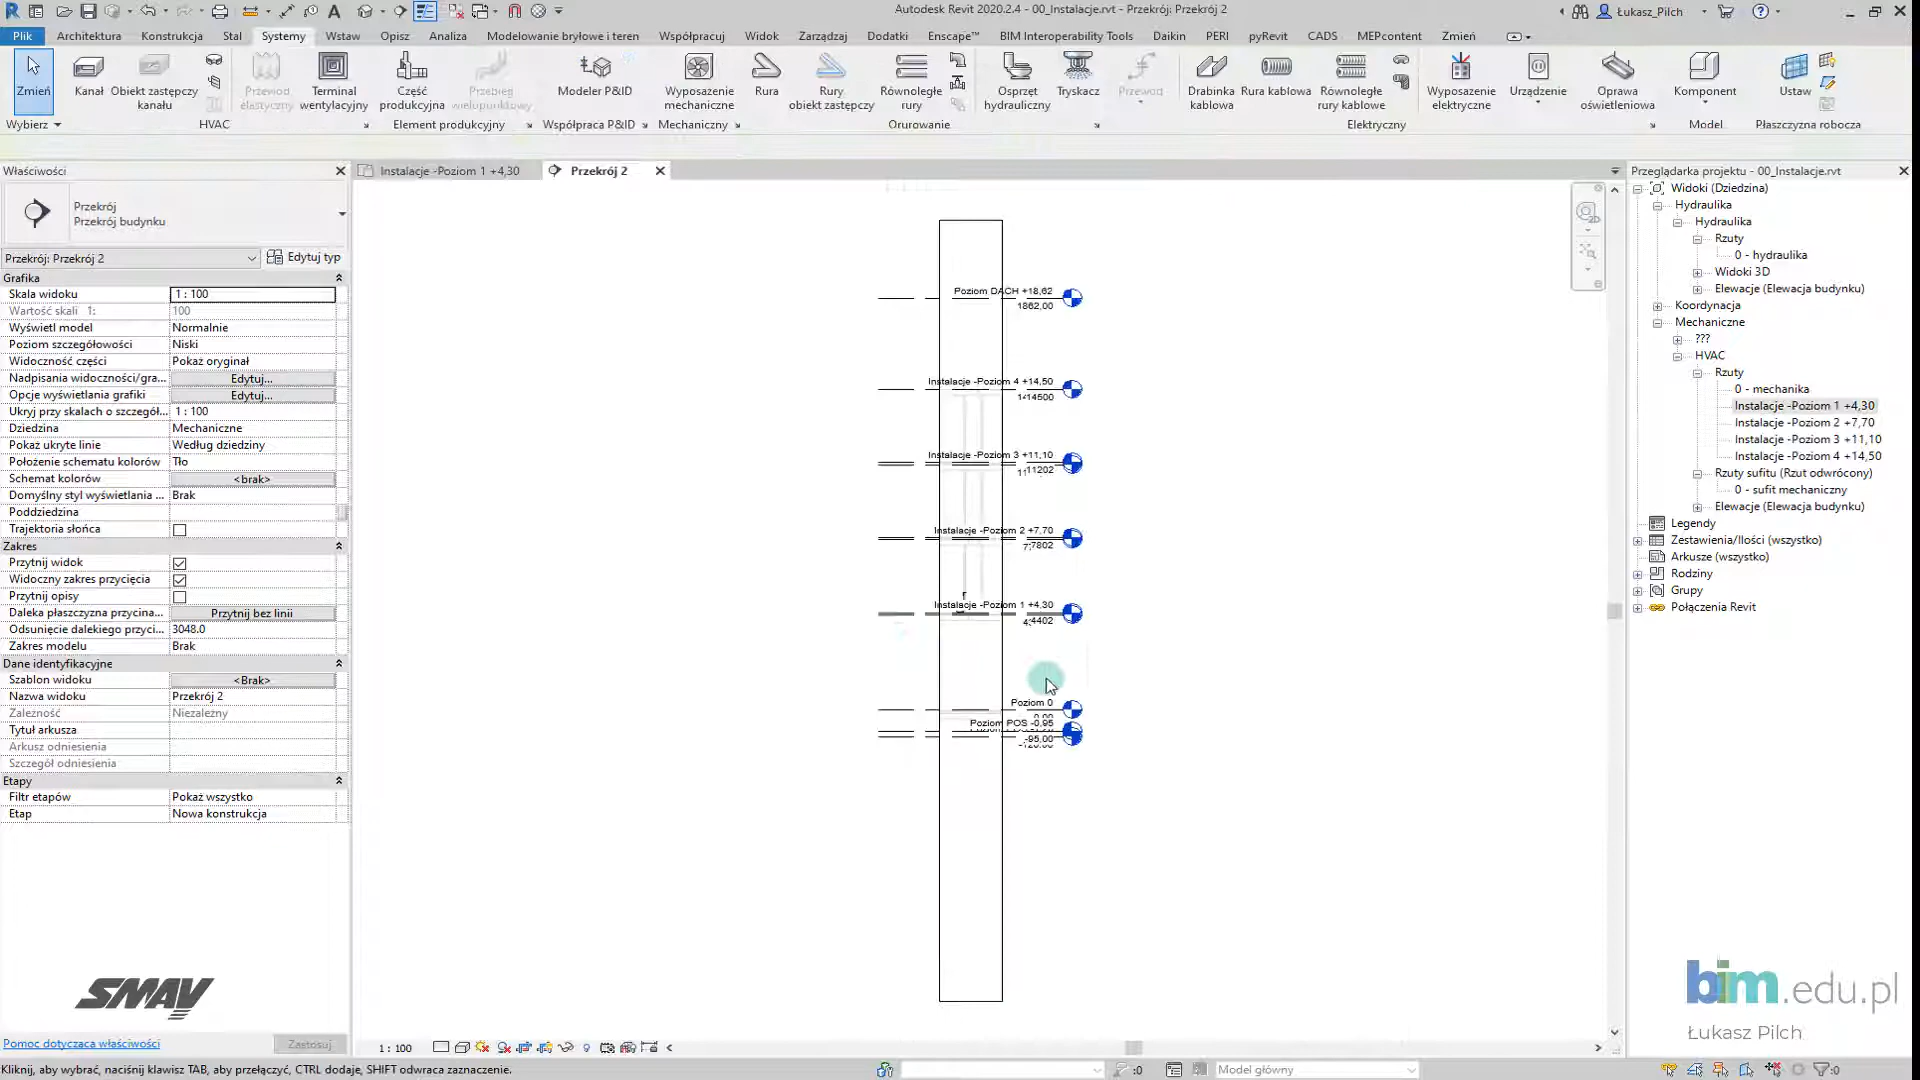 Autodesk Revit 2020.2.4 - 00_Instalacje.rvt - Przekrój: Przekrój 2
Łukasz_Pilch
Plik Architektura Konstrukcja Stal Systemy Wstaw Opisz Analiza Modelowanie bryłowe i teren Współpracuj Widok Zarządzaj Dodatki Enscape™ BIM Interoperability Tools Daikin PERI pyRevit CADS MEPcontent Zmień
Zmień
Kanał
Obiekt zastępczy kanału
Przewód elastyczny
Terminal wentylacyjny
Część produkcyjna
Przebieg wielopunktowy
Modeler P&ID
Wyposażenie mechaniczne
Rura
Rury obiekt zastępczy
Równoległe rury
Osprzęt hydrauliczny
Tryskacz
Przewód
Drabinka kablowa
Rura kablowa
Równoległe rury kablowe
Wyposażenie elektryczne
Urządzenie
Oprawa oświetleniowa
Komponent
Ustaw
Wybierz HVAC Element produkcyjny Współpraca P&ID Mechaniczny Orurowanie Elektryczny Model Płaszczyzna robocza
Właściwości
Przekrój
Przekrój budynku
Przekrój: Przekrój 2 Edytuj typ
Grafika
Skala widoku 1 : 100
Wartość skali 1: 100
Wyświetl model Normalnie
Poziom szczegółowości Niski
Widoczność części Pokaż oryginał
Nadpisania widoczności/gra... Edytuj...
Opcje wyświetlania grafiki Edytuj...
Ukryj przy skalach o szczegół... 1 : 100
Dziedzina Mechaniczne
Pokaż ukryte linie Według dziedziny
Położenie schematu kolorów Tło
Schemat kolorów <brak>
Domyślny styl wyświetlania ... Brak
Poddziedzina
Trajektoria słońca
Zakres
Przytnij widok
Widoczny zakres przycięcia
Przytnij opisy
Daleka płaszczyzna przycina... Przytnij bez linii
Odsunięcie dalekiego przyci... 3048.0
Zakres modelu Brak
Dane identyfikacyjne
Szablon widoku <Brak>
Nazwa widoku Przekrój 2
Zależność Niezależny
Tytuł arkusza
Arkusz odniesienia
Szczegół odniesienia
Etapy
Filtr etapów Pokaż wszystko
Etap Nowa konstrukcja
SMAY
Pomoc dotycząca właściwości Zastosuj
Instalacje -Poziom 1 +4,30 Przekrój 2
Poziom DACH +18,62
1862,00
Instalacje -Poziom 4 +14,50
14500
Instalacje -Poziom 3 +11,10
11202
Instalacje -Poziom 2 +7,70
7802
Instalacje -Poziom 1 +4,30
4402
Poziom 0
0,00
Poziom POS -0,95
-95,00
1 : 100
Przeglądarka projektu - 00_Instalacje.rvt
Widoki (Dziedzina)
Hydraulika
Hydraulika
Rzuty
0 - hydraulika
Widoki 3D
Elewacje (Elewacja budynku)
Koordynacja
Mechaniczne
???
HVAC
Rzuty
0 - mechanika
Instalacje -Poziom 1 +4,30
Instalacje -Poziom 2 +7,70
Instalacje -Poziom 3 +11,10
Instalacje -Poziom 4 +14,50
Rzuty sufitu (Rzut odwrócony)
0 - sufit mechaniczny
Elewacje (Elewacja budynku)
Legendy
Zestawienia/Ilości (wszystko)
Arkusze (wszystko)
Rodziny
Grupy
Połączenia Revit
bim.edu.pl
Łukasz Pilch
Kliknij, aby wybrać, naciśnij klawisz TAB, aby przełączyć, CTRL dodaje, SHIFT odwraca zaznaczenie.
:0
Model główny
:0